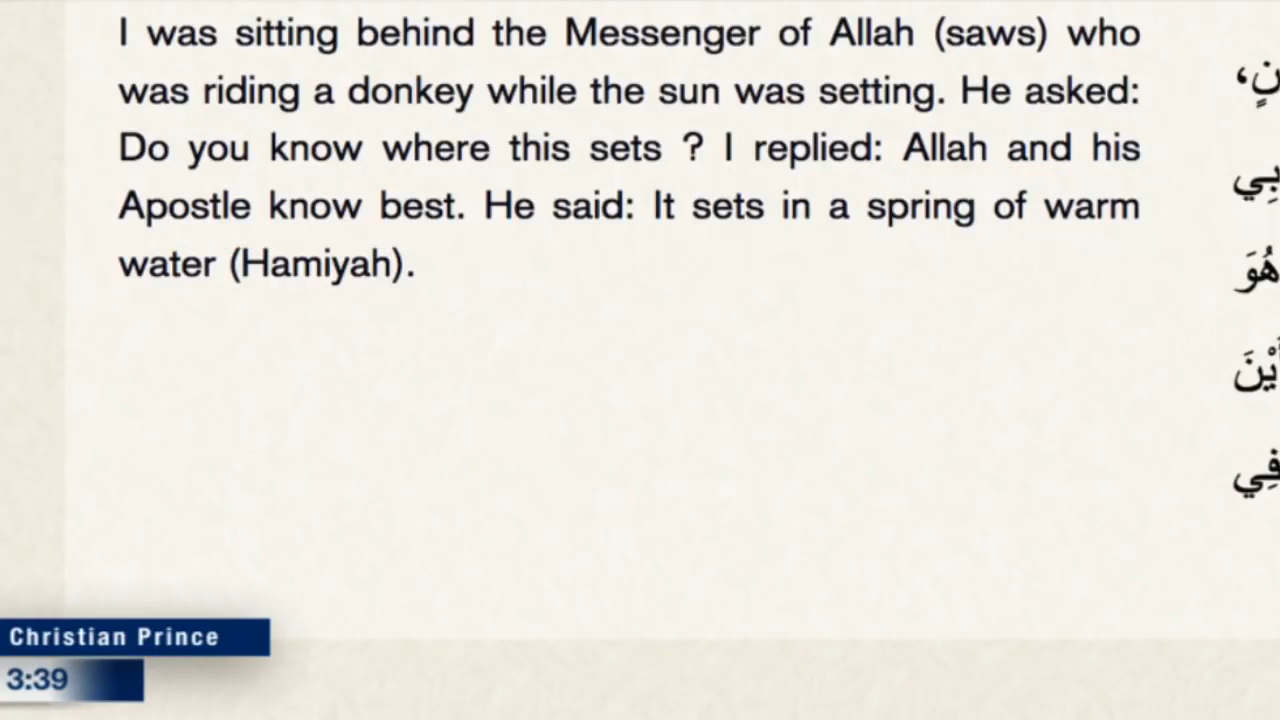 I was sitting behind the Messenger of Allah (saws) who
was riding a donkey while the sun was setting. He asked:
Do you know where this sets ? I replied: Allah and his
Apostle know best. He said: It sets in a spring of warm
water (Hamiyah).
بِي
هُوَ
أَيْنَ
فِي
Christian Prince
3:39